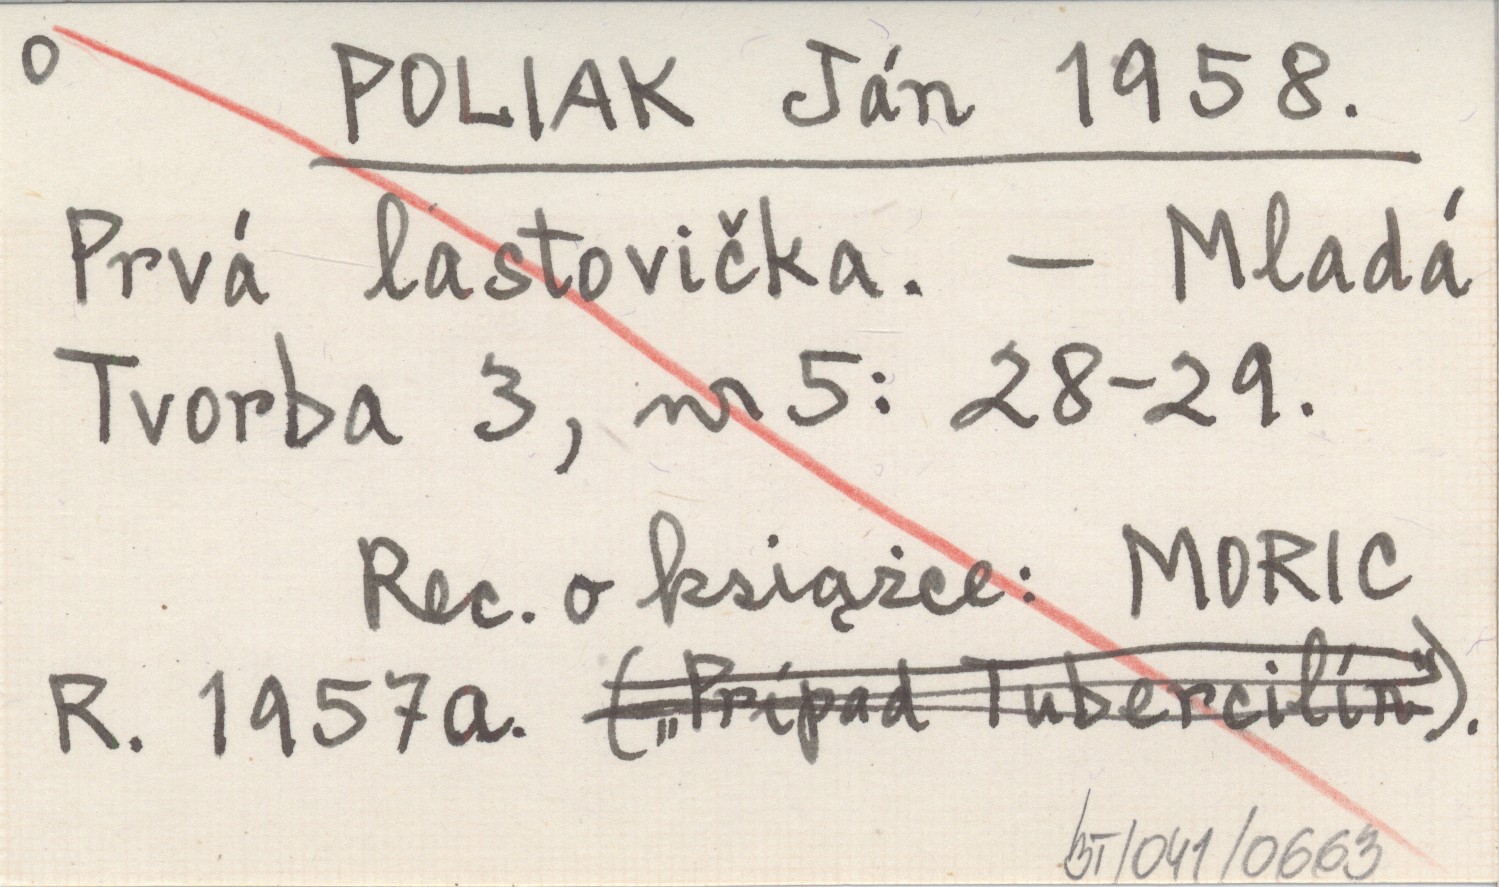 O
POLIAK Ján 1958.
Prvá lastovička. — Mladá
Tvorba 3, nr 5: 28-29.
Rec. o książce: MORIC
R. 1957a. („Prípad Tubercilín").
BT/041/0663